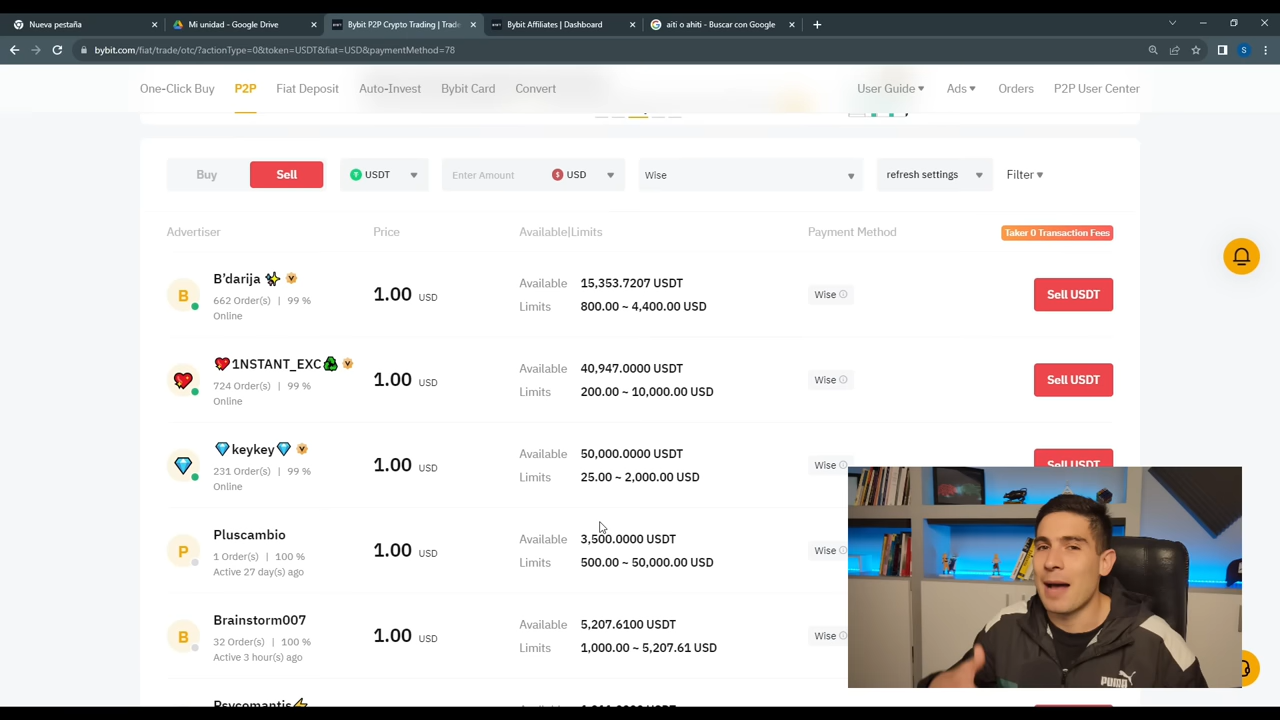 Nueva pestaña
Mi unidad - Google Drive
Bybit P2P Crypto Trading | Trade
Bybit Affiliates | Dashboard
aiti o ahiti - Buscar con Google
bybit.com/fiat/trade/otc/?actionType=0&token=USDT&fiat=USD&paymentMethod=78
One-Click Buy P2P Fiat Deposit Auto-Invest Bybit Card Convert User Guide Ads Orders P2P User Center
Buy Sell USDT Enter Amount USD Wise refresh settings Filter
Advertiser Price Available|Limits Payment Method Taker 0 Transaction Fees
B'darija
662 Order(s) | 99 %
Online
1.00 USD
Available 15,353.7207 USDT
Limits 800.00 ~ 4,400.00 USD
Wise
Sell USDT
1NSTANT_EXC
724 Order(s) | 99 %
Online
1.00 USD
Available 40,947.0000 USDT
Limits 200.00 ~ 10,000.00 USD
Wise
Sell USDT
keykey
231 Order(s) | 99 %
Online
1.00 USD
Available 50,000.0000 USDT
Limits 25.00 ~ 2,000.00 USD
Wise
Sell USDT
P
Pluscambio
1 Order(s) | 100 %
Active 27 day(s) ago
1.00 USD
Available 3,500.0000 USDT
Limits 500.00 ~ 50,000.00 USD
Wise
B
Brainstorm007
32 Order(s) | 100 %
Active 3 hour(s) ago
1.00 USD
Available 5,207.6100 USDT
Limits 1,000.00 ~ 5,207.61 USD
Wise
Psycomantis
PUMA